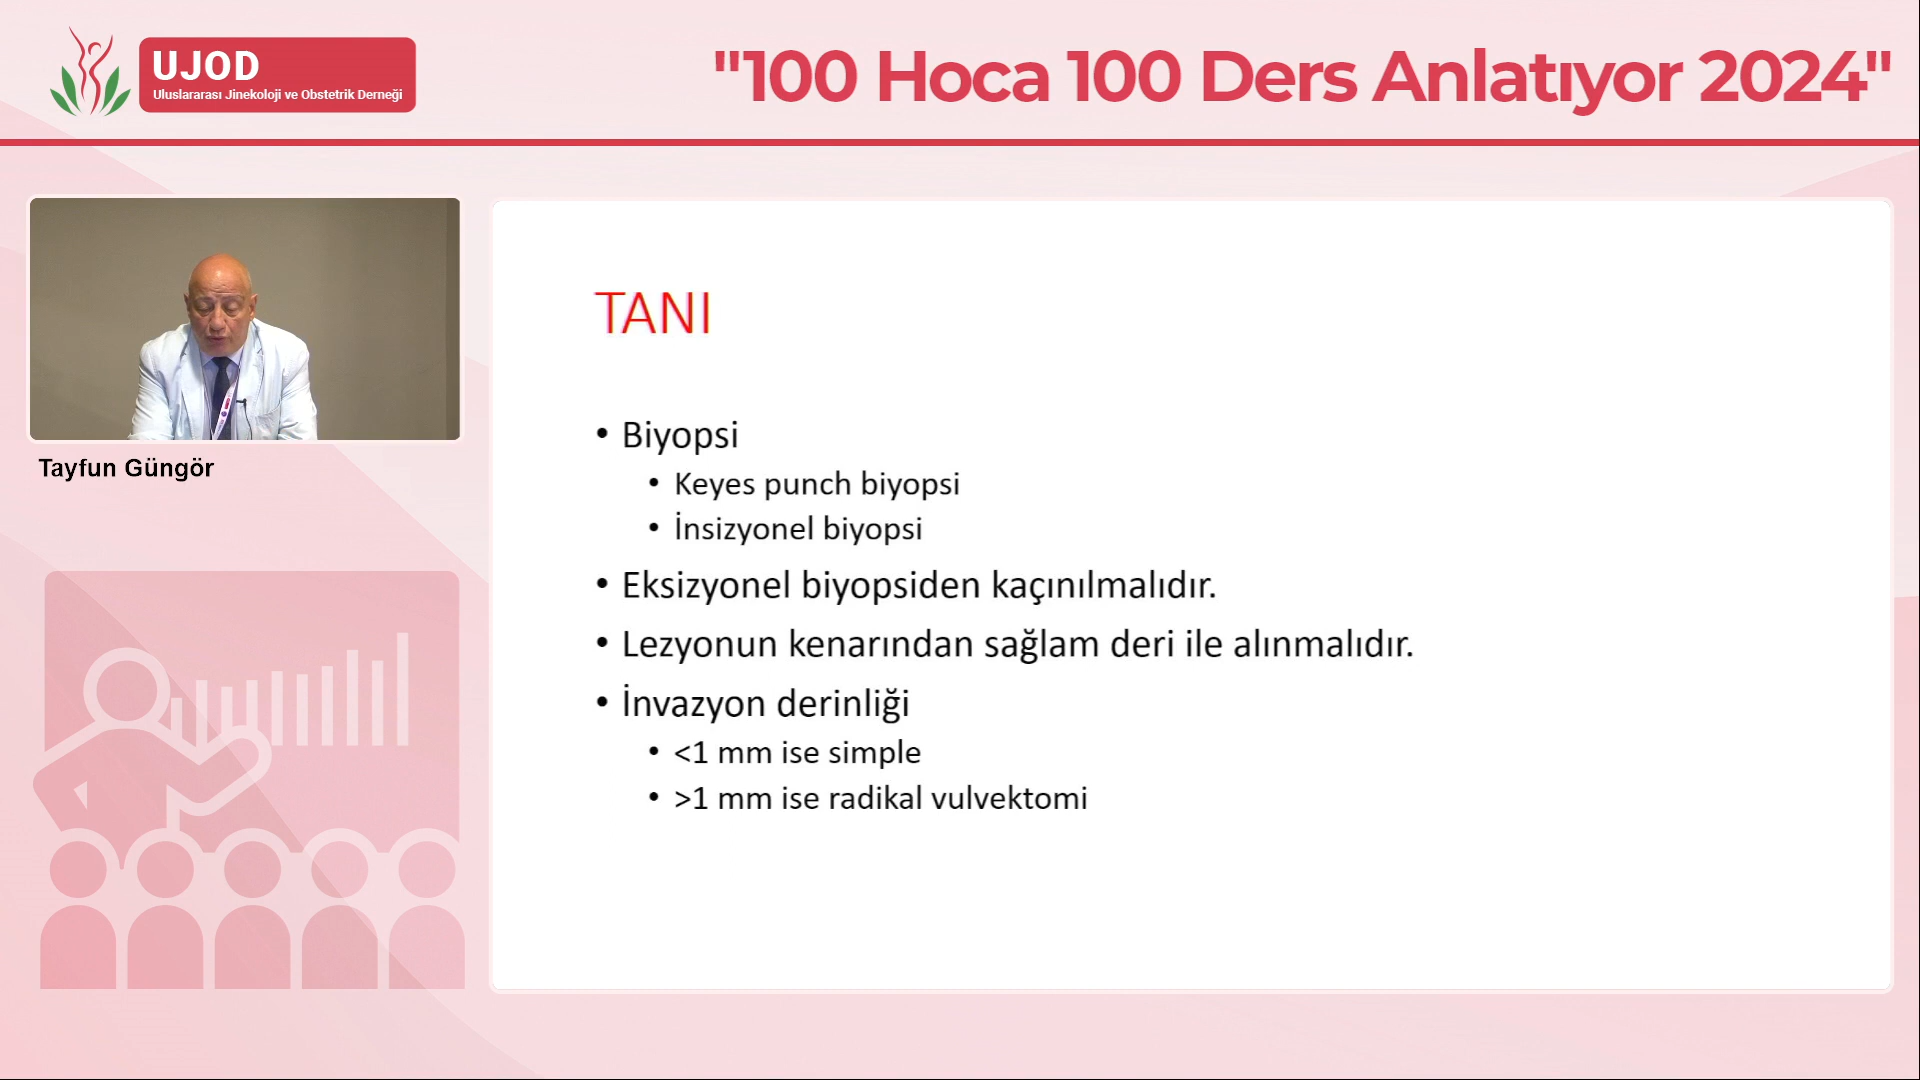 UJOD
Uluslararası Jinekoloji ve Obstetrik Derneği
"100 Hoca 100 Ders Anlatıyor 2024"
Tayfun Güngör
TANI
• Biyopsi
• Keyes punch biyopsi
• İnsizyonel biyopsi
• Eksizyonel biyopsiden kaçınılmalıdır.
• Lezyonun kenarından sağlam deri ile alınmalıdır.
• İnvazyon derinliği
• <1 mm ise simple
• >1 mm ise radikal vulvektomi